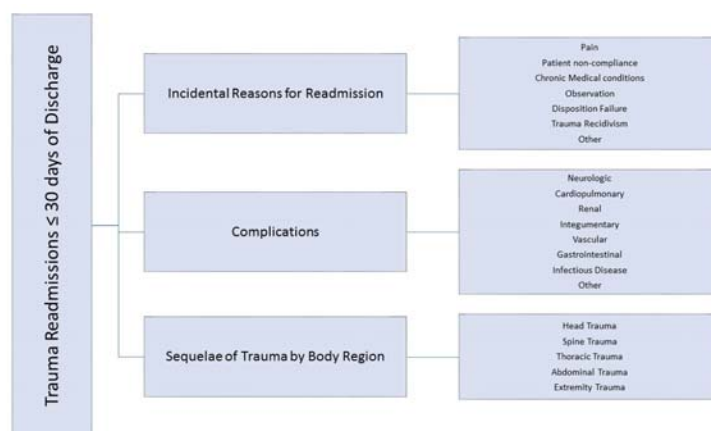 Trauma Readmissions ≤ 30 days of Discharge
Incidental Reasons for Readmission
Pain
Patient non-compliance
Chronic Medical conditions
Observation
Disposition Failure
Trauma Recidivism
Other
Complications
Neurologic
Cardiopulmonary
Renal
Integumentary
Vascular
Gastrointestinal
Infectious Disease
Other
Sequelae of Trauma by Body Region
Head Trauma
Spine Trauma
Thoracic Trauma
Abdominal Trauma
Extremity Trauma